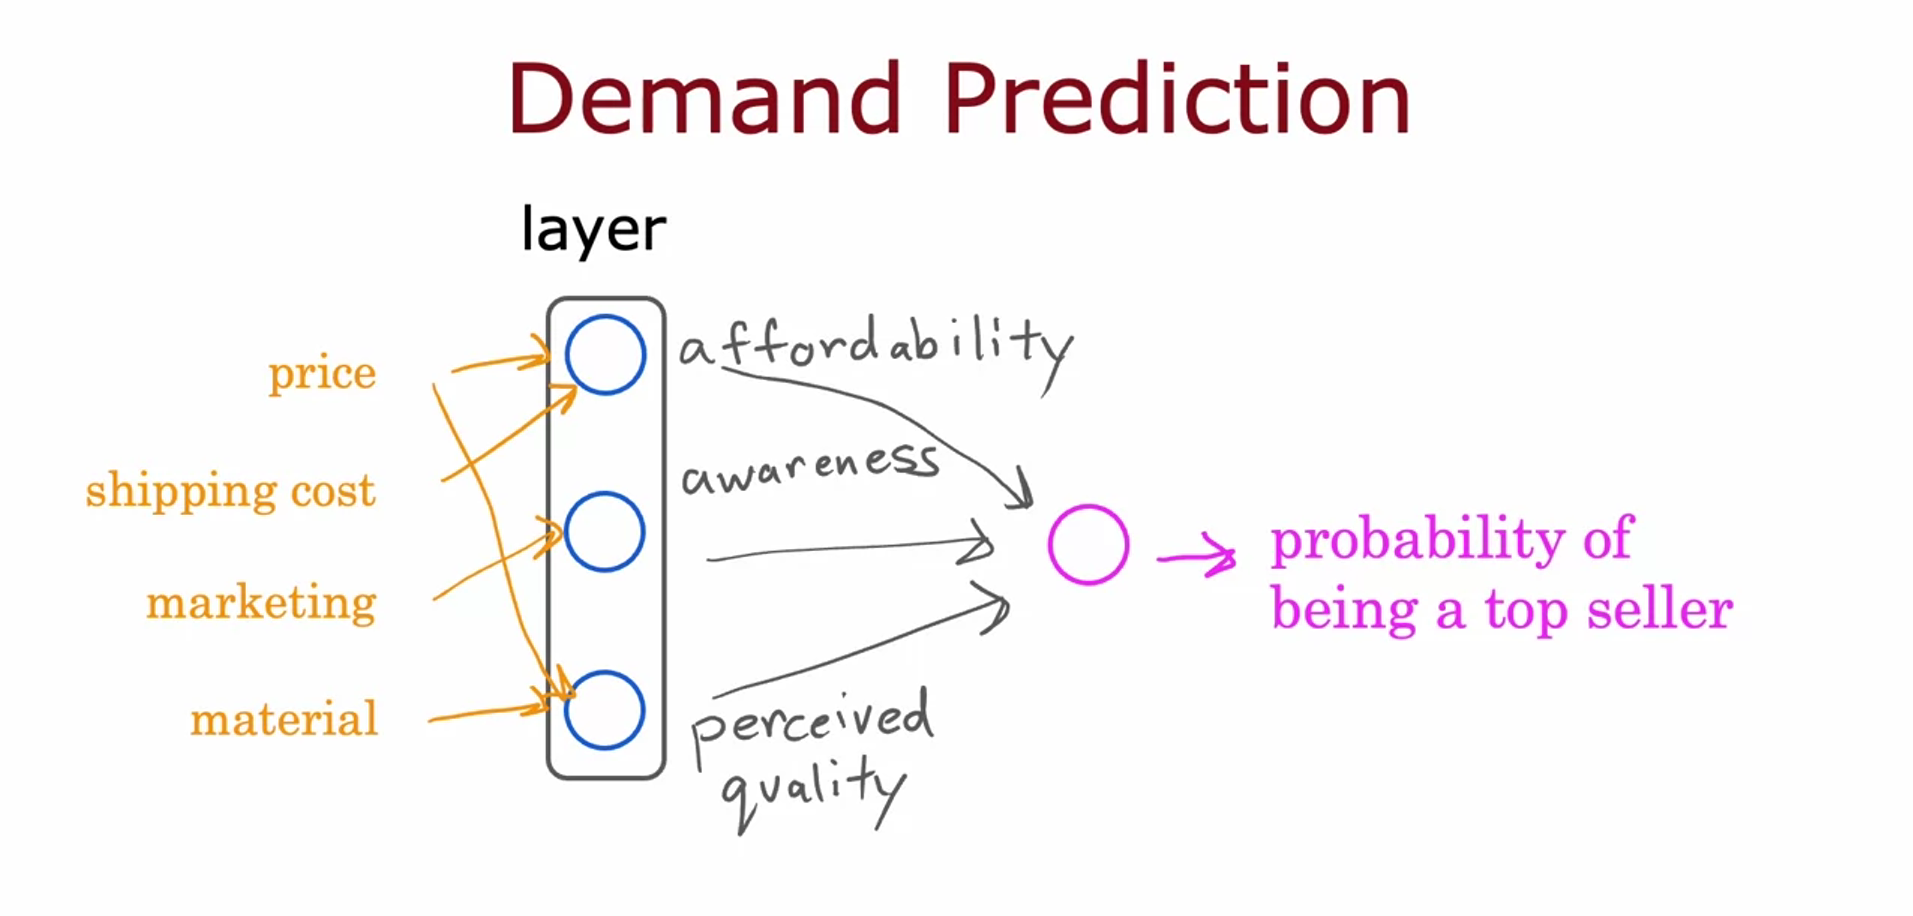 Demand Prediction
layer
price
shipping cost
marketing
material
affordability
awareness
perceived
quality
probability of
being a top seller